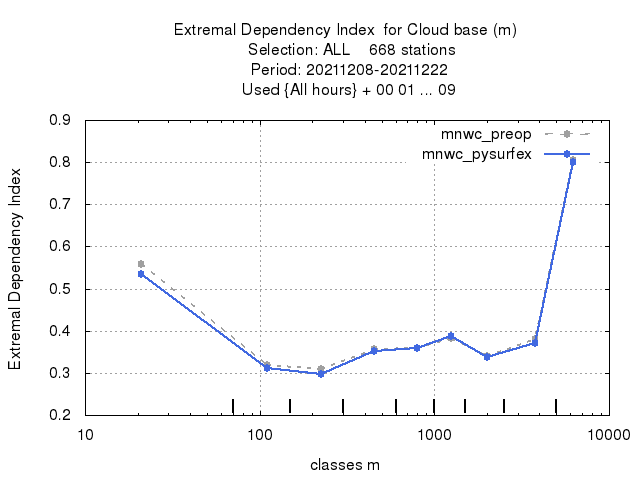 Extremal Dependency Index  for Cloud base (m)
Selection: ALL    668 stations
Period: 20211208-20211222
Used {All hours} + 00 01 ... 09
mnwc_preop
mnwc_pysurfex
Extremal Dependency Index
0.9
0.8
0.7
0.6
0.5
0.4
0.3
0.2
10 100 1000 10000
classes m